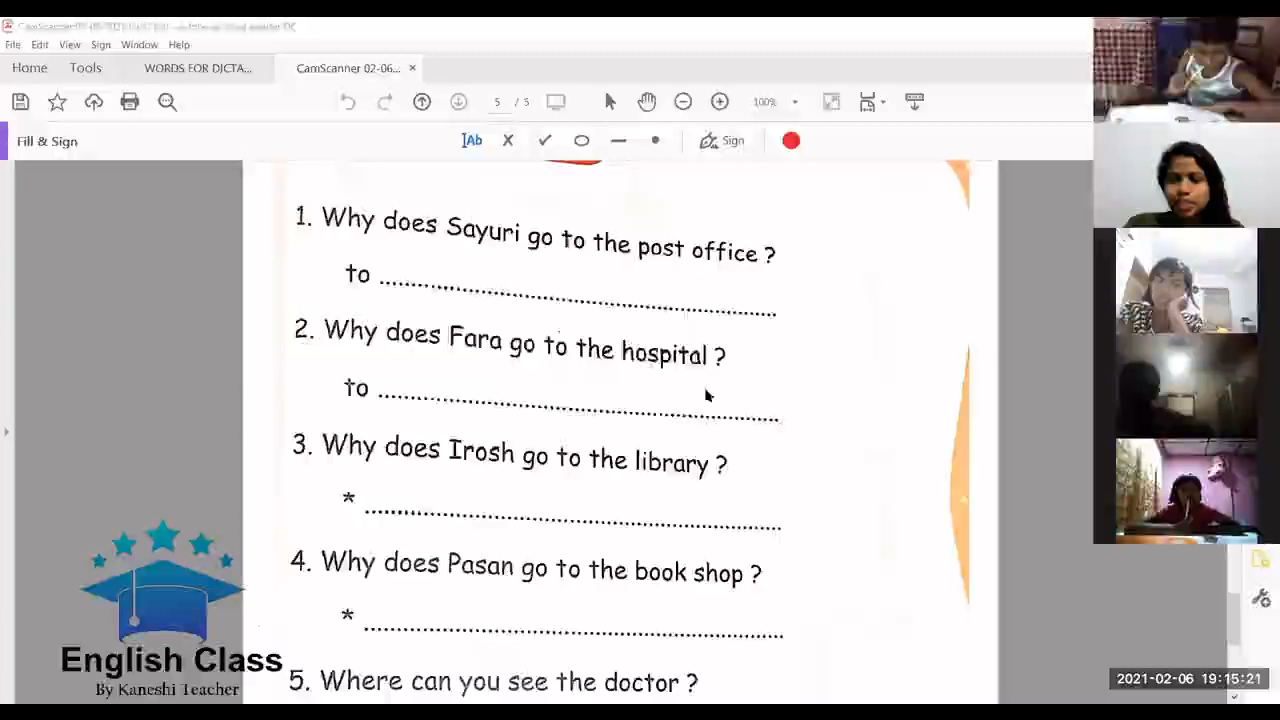 File Edit View Sign Window Help
Home Tools WORDS FOR DICTA... CamScanner 02-06... ×
5 / 5 100%
Fill & Sign Ab Sign
1. Why does Sayuri go to the post office ?
to ..........................................................
2. Why does Fara go to the hospital ?
to ..........................................................
3. Why does Irosh go to the library ?
* ..........................................................
4. Why does Pasan go to the book shop ?
* ..........................................................
5. Where can you see the doctor ?
English Class
By Kaneshi Teacher
2021-02-06 19:15:21